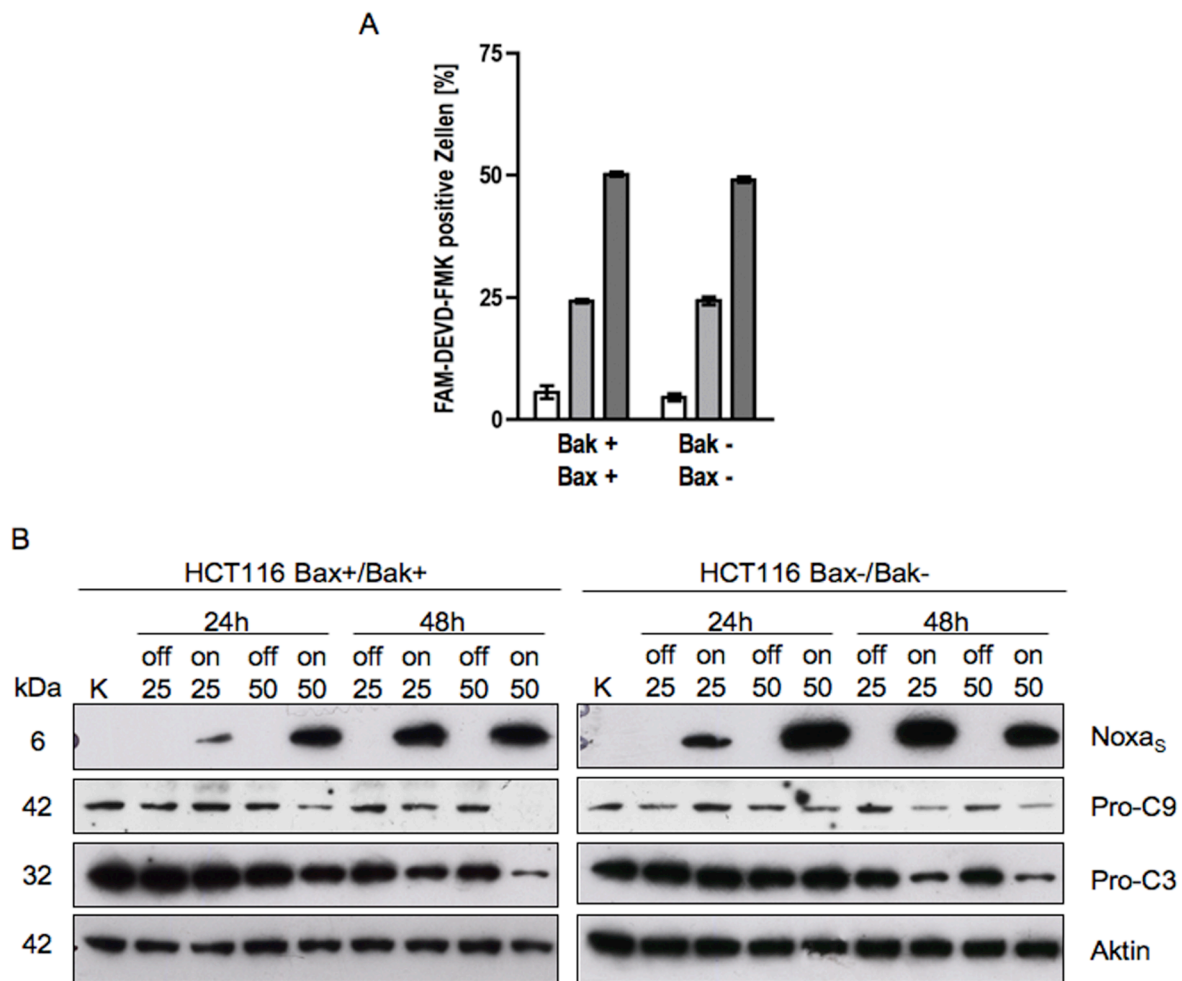 A
75
50
25
0
FAM-DEVD-FMK positive Zellen [%]
Bak + Bak -
Bax + Bax -
B
HCT116 Bax+/Bak+ HCT116 Bax-/Bak-
24h 48h 24h 48h
off on off on off on off on off on off on off on off on
kDa K 25 25 50 50 25 25 50 50 K 25 25 50 50 25 25 50 50
6 NoxaS
42 Pro-C9
32 Pro-C3
42 Aktin